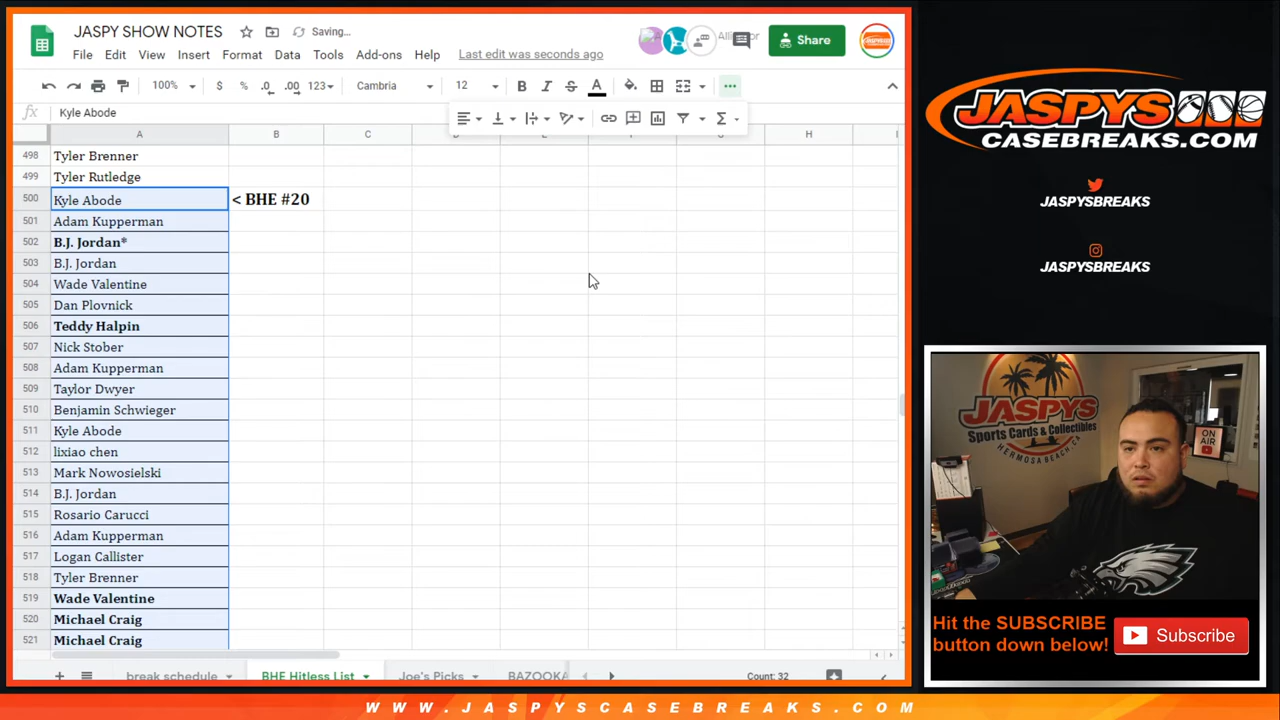 JASPY SHOW NOTES
Saving...
File Edit View Insert Format Data Tools Add-ons Help
Last edit was seconds ago
Share
100% $ % .0 .00 123 Cambria 12 B I S A
fx Kyle Abode
A B C H
498 Tyler Brenner
499 Tyler Rutledge
500 Kyle Abode < BHE #20
501 Adam Kupperman
502 B.J. Jordan*
503 B.J. Jordan
504 Wade Valentine
505 Dan Plovnick
506 Teddy Halpin
507 Nick Stober
508 Adam Kupperman
509 Taylor Dwyer
510 Benjamin Schwieger
511 Kyle Abode
512 lixiao chen
513 Mark Nowosielski
514 B.J. Jordan
515 Rosario Carucci
516 Adam Kupperman
517 Logan Callister
518 Tyler Brenner
519 Wade Valentine
520 Michael Craig
521 Michael Craig
break schedule BHE Hitless List Joe's Picks BAZOOKA Count: 32
JASPYS
CASEBREAKS.COM
JASPYSBREAKS
JASPYSBREAKS
JASPYS
Sports Cards & Collectibles
HERMOSA BEACH, CA
ON AIR
Hit the SUBSCRIBE
button down below!
Subscribe
WWW.JASPYSCASEBREAKS.COM